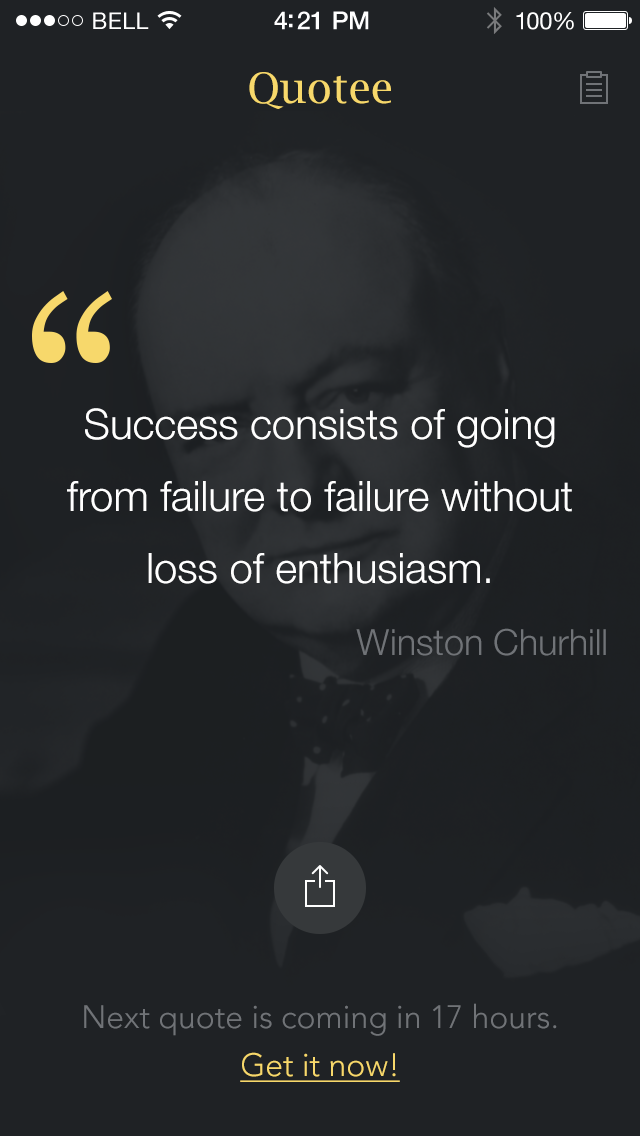 BELL 4:21 PM 100%
Quotee
“
Success consists of going
from failure to failure without
loss of enthusiasm.
Winston Churhill
Next quote is coming in 17 hours.
Get it now!